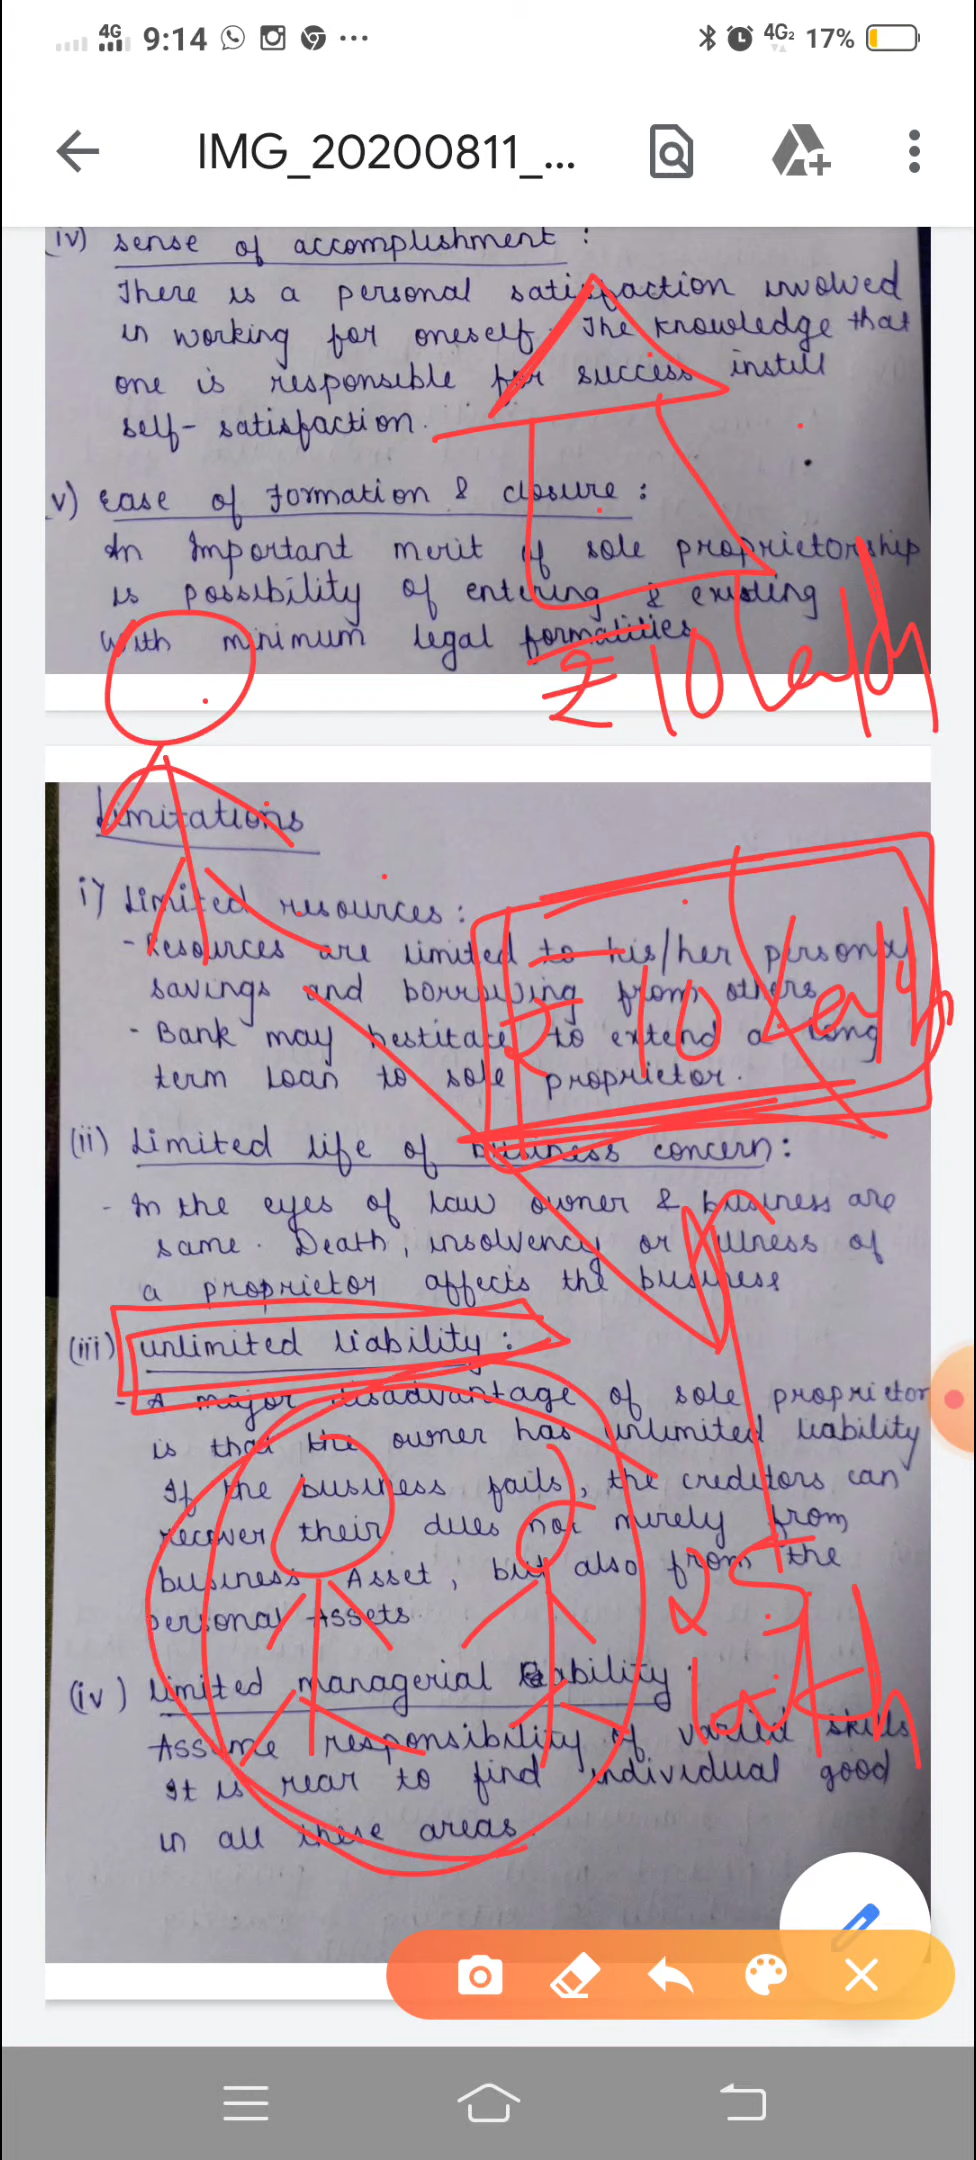 4G 9:14 ... 4G2 17%
IMG_20200811_...
iv) sense of accomplishment :
There is a personal satisfaction involved
in working for oneself. The knowledge that
one is responsible for success instill
self- satisfaction.
v) Ease of Formation & closure :
An Important merit of sole proprietorship
is possibility of entering & existing
with minimum legal formalities
₹ 10
Limitations
i) Limited resources :
- Resources are limited to his/her personal
savings and borrowing from others
- Bank may hestitate to extend a long
term Loan to sole proprietor.
₹ 10
(ii) Limited life of business concern :
- In the eyes of law owner & business are
same. Death, insolvency or illness of
a proprietor affects the business
(iii) unlimited liability :
- A major disadvantage of sole proprietor
is that the owner has unlimited liability
If the business fails, the creditors can
recover their dues not merely from
business Asset, but also from the
personal Assets
(iv) Limited managerial ability
Assume responsibility of varied skills
It is rear to find individual good
in all these areas.